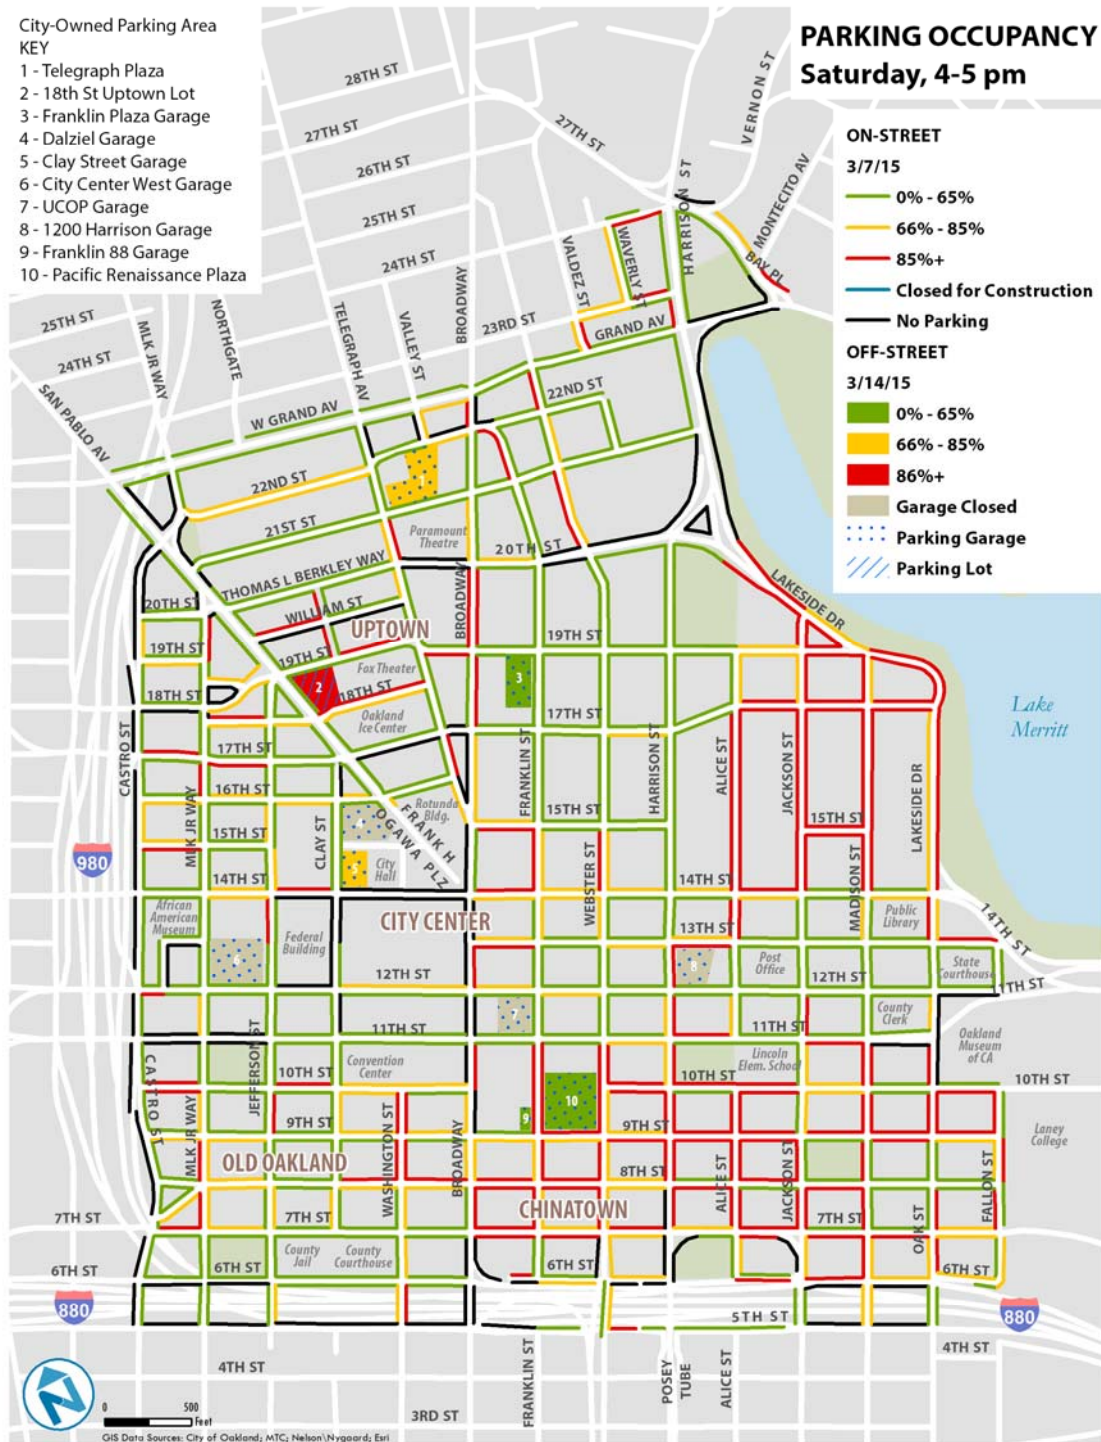 City-Owned Parking Area
KEY
1 - Telegraph Plaza
2 - 18th St Uptown Lot
3 - Franklin Plaza Garage
4 - Dalziel Garage
5 - Clay Street Garage
6 - City Center West Garage
7 - UCOP Garage
8 - 1200 Harrison Garage
9 - Franklin 88 Garage
10 - Pacific Renaissance Plaza
PARKING OCCUPANCY
Saturday, 4-5 pm
ON-STREET
3/7/15
0% - 65%
66% - 85%
85%+
Closed for Construction
No Parking
OFF-STREET
3/14/15
0% - 65%
66% - 85%
86%+
Garage Closed
Parking Garage
Parking Lot
28TH ST
27TH ST
27TH ST
26TH ST
25TH ST
24TH ST
23RD ST
VERNON ST
MONTECITO AV
HARRISON ST
BAY PL
WAVERLY ST
VALDEZ ST
BROADWAY
VALLEY ST
TELEGRAPH AV
NORTHGATE
MLK JR WAY
25TH ST
24TH ST
SAN PABLO AV
GRAND AV
W GRAND AV
22ND ST
22ND ST
21ST ST
1
Paramount
Theatre
20TH ST
THOMAS L BERKLEY WAY
WILLIAM ST
UPTOWN
BROADWAY
LAKESIDE DR
20TH ST
19TH ST
19TH ST
19TH ST
Fox Theater
2
18TH ST
18TH ST
3
Oakland
Ice Center
17TH ST
17TH ST
Lake
Merritt
CASTRO ST
FRANKLIN ST
HARRISON ST
ALICE ST
JACKSON ST
LAKESIDE DR
16TH ST
15TH ST
15TH ST
15TH ST
MLK JR WAY
CLAY ST
Rotunda
Bldg.
FRANK H
OGAWA PLZ
4
5
City
Hall
980
14TH ST
14TH ST
14TH ST
WEBSTER ST
MADISON ST
African
American
Museum
Federal
Building
CITY CENTER
13TH ST
Public
Library
6
12TH ST
8
Post
Office
12TH ST
State
Courthouse
11TH ST
7
11TH ST
11TH ST
County
Clerk
Oakland
Museum
of CA
JEFFERSON ST
CASTRO ST
10TH ST
Convention
Center
10TH ST
Lincoln
Elem. School
10TH ST
10
9
MLK JR WAY
9TH ST
WASHINGTON ST
BROADWAY
9TH ST
Laney
College
OLD OAKLAND
8TH ST
ALICE ST
JACKSON ST
OAK ST
FALLON ST
CHINATOWN
7TH ST
7TH ST
7TH ST
County
Jail
County
Courthouse
6TH ST
6TH ST
6TH ST
6TH ST
880
5TH ST
880
4TH ST
4TH ST
FRANKLIN ST
POSEY
TUBE
ALICE ST
3RD ST
0
500
Feet
GIS Data Sources: City of Oakland; MTC; Nelson\Nygaard; Esri